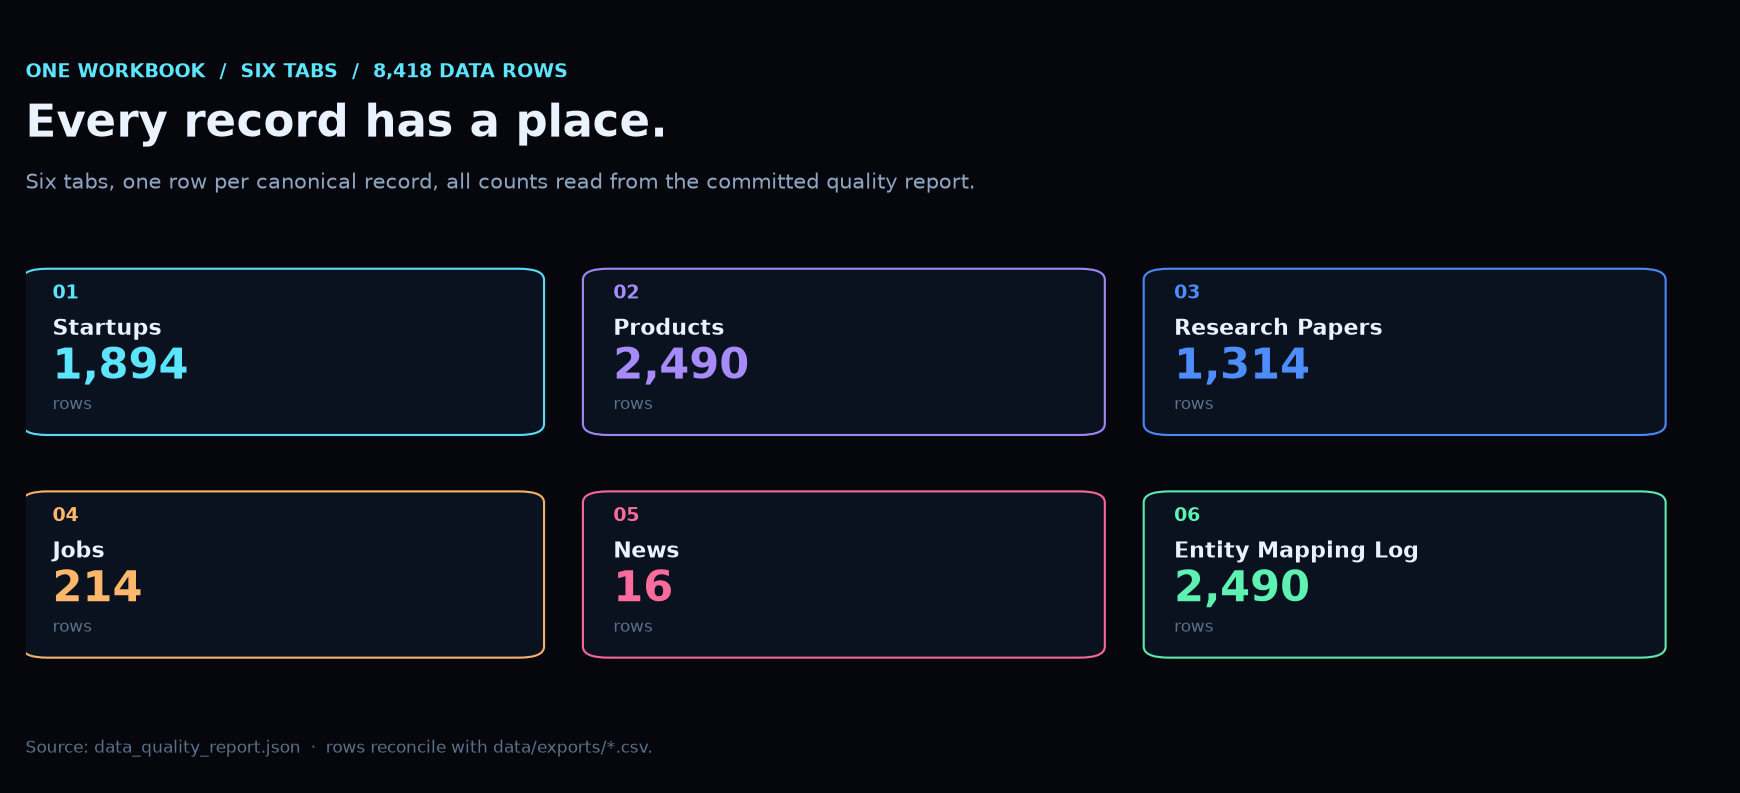 ONE WORKBOOK / SIX TABS / 8,418 DATA ROWS
Every record has a place.
Six tabs, one row per canonical record, all counts read from the committed quality report.
01
Startups
1,894
rows
02
Products
2,490
rows
03
Research Papers
1,314
rows
04
Jobs
214
rows
05
News
16
rows
06
Entity Mapping Log
2,490
rows
Source: data_quality_report.json · rows reconcile with data/exports/*.csv.